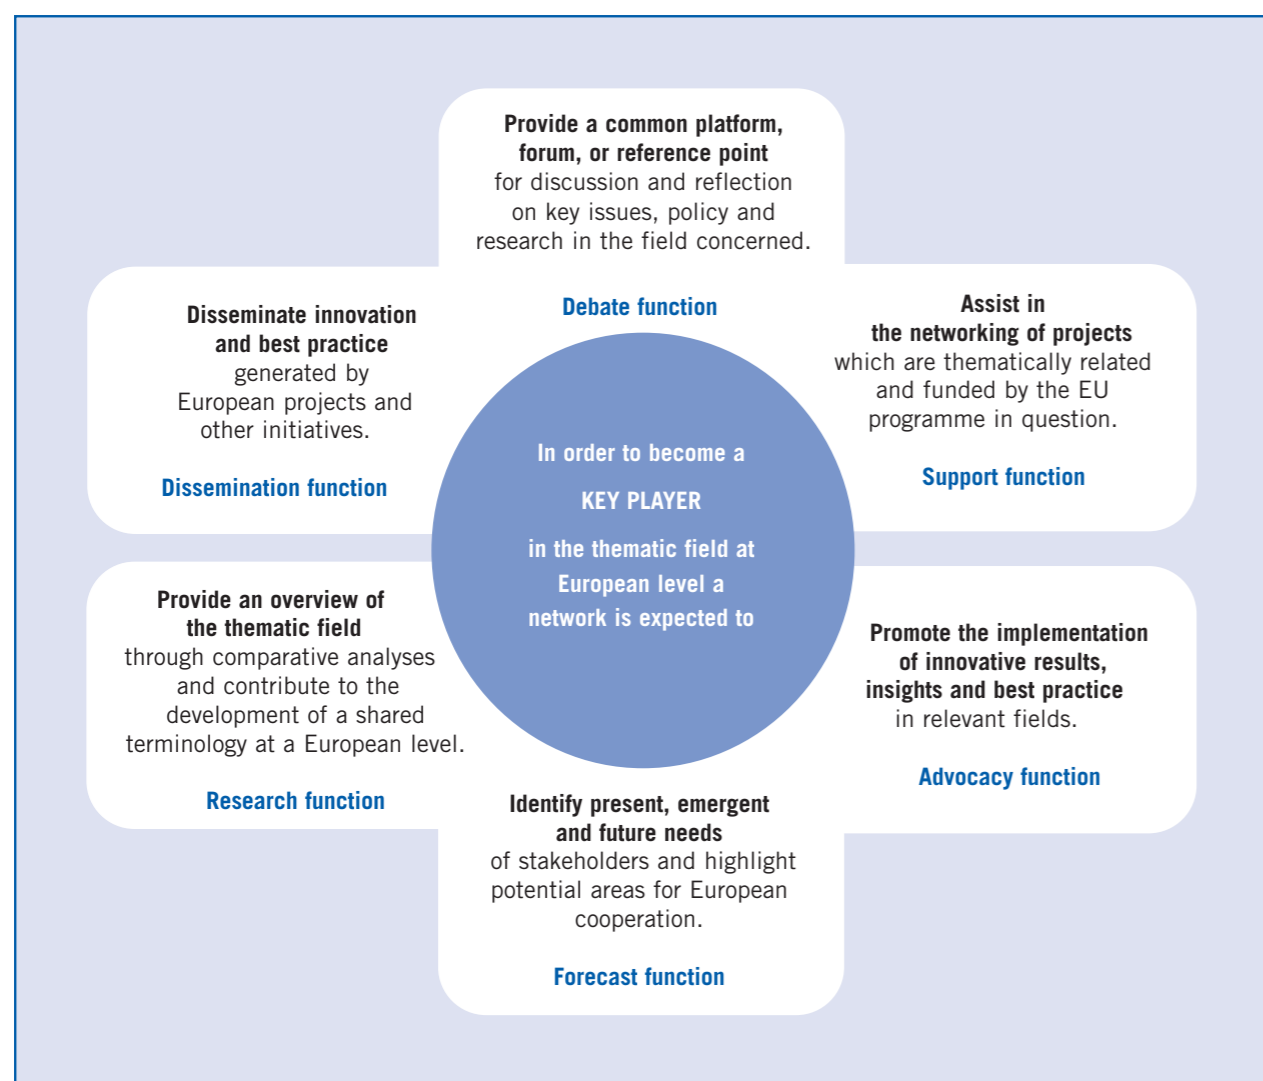 Provide a common platform,
forum, or reference point
for discussion and reflection
on key issues, policy and
research in the field concerned.
Debate function
Disseminate innovation
and best practice
generated by
European projects and
other initiatives.
Dissemination function
Assist in
the networking of projects
which are thematically related
and funded by the EU
programme in question.
Support function
In order to become a
KEY PLAYER
in the thematic field at
European level a
network is expected to
Provide an overview of
the thematic field
through comparative analyses
and contribute to the
development of a shared
terminology at a European level.
Research function
Promote the implementation
of innovative results,
insights and best practice
in relevant fields.
Advocacy function
Identify present, emergent
and future needs
of stakeholders and highlight
potential areas for European
cooperation.
Forecast function